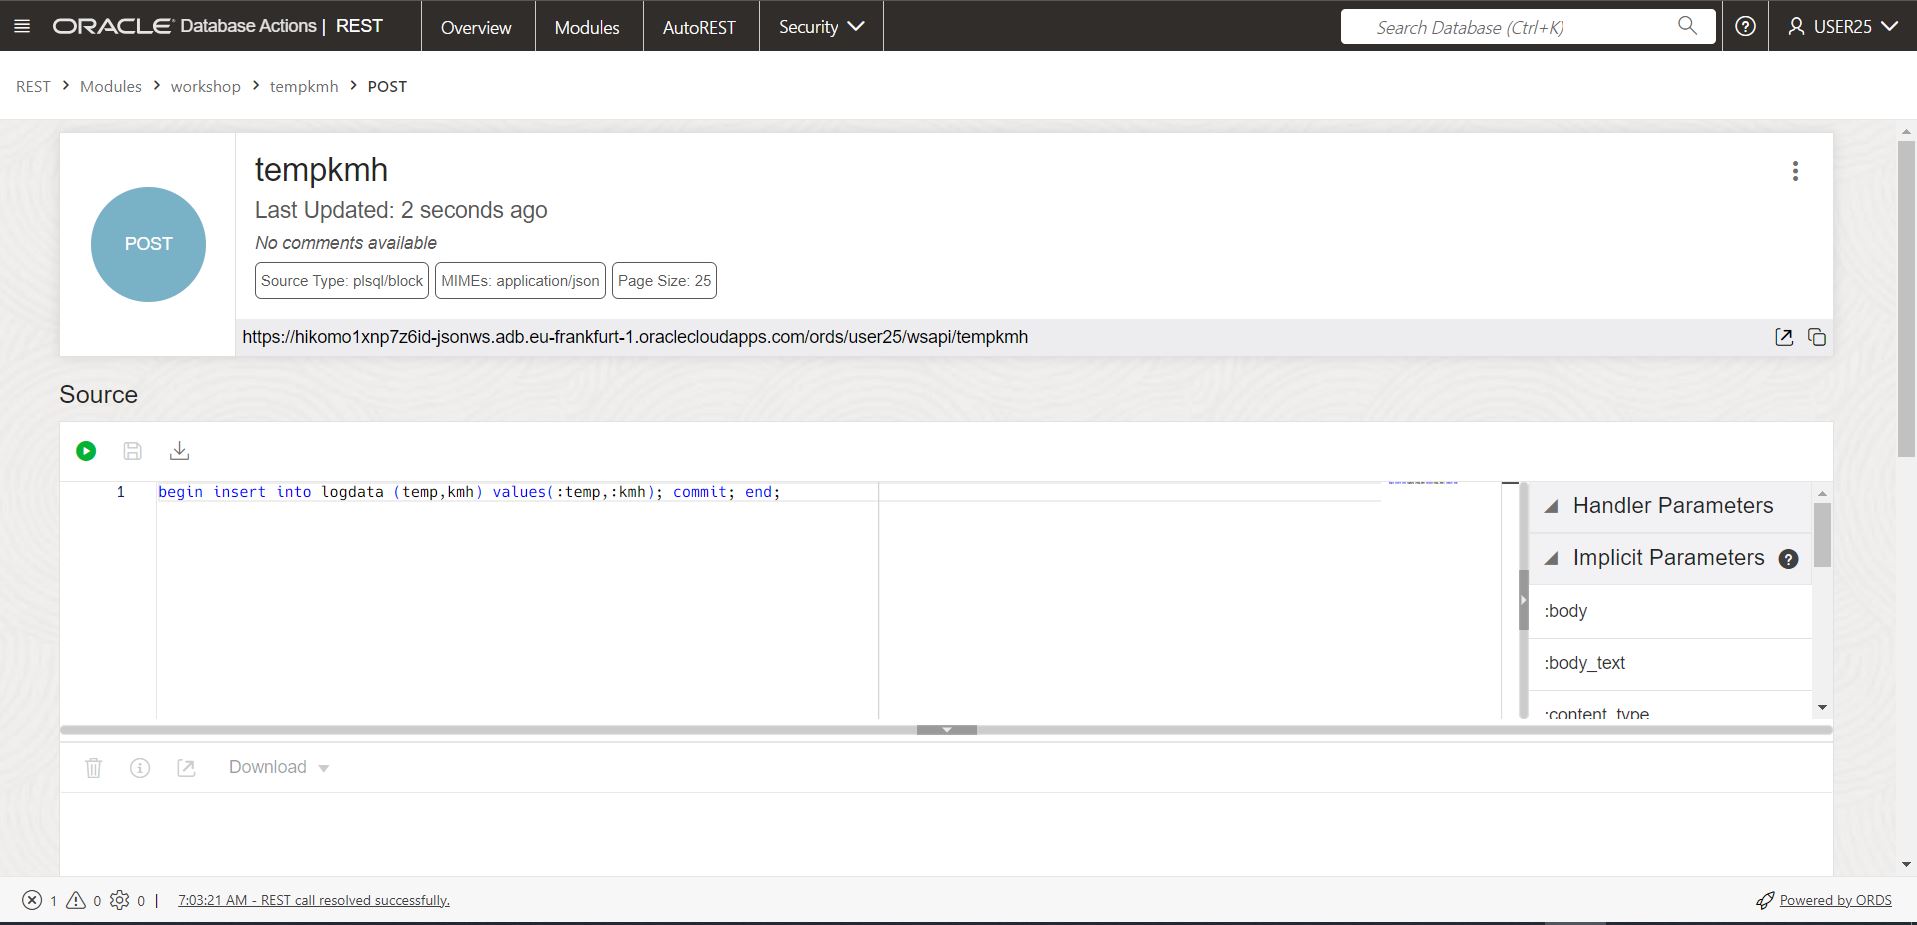 ORACLE Database Actions | REST Overview Modules AutoREST Security Search Database (Ctrl+K) USER25
REST > Modules > workshop > tempkmh > POST
POST
tempkmh
Last Updated: 2 seconds ago
No comments available
Source Type: plsql/block MIMEs: application/json Page Size: 25
https://hikomo1xnp7z6id-jsonws.adb.eu-frankfurt-1.oraclecloudapps.com/ords/user25/wsapi/tempkmh
Source
1 begin insert into logdata (temp,kmh) values(:temp,:kmh); commit; end;
Handler Parameters
Implicit Parameters ?
:body
:body_text
:content_type
Download
1 0 0 | 7:03:21 AM - REST call resolved successfully. Powered by ORDS